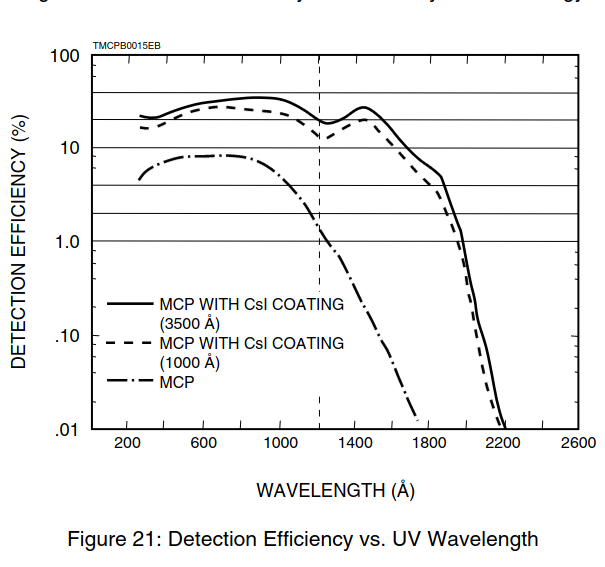 TMCPB0015EB
100
10
1.0
.10
.01
DETECTION EFFICIENCY (%)
MCP WITH CsI COATING
(3500 Å)
MCP WITH CsI COATING
(1000 Å)
MCP
200 600 1000 1400 1800 2200 2600
WAVELENGTH (Å)
Figure 21: Detection Efficiency vs. UV Wavelength